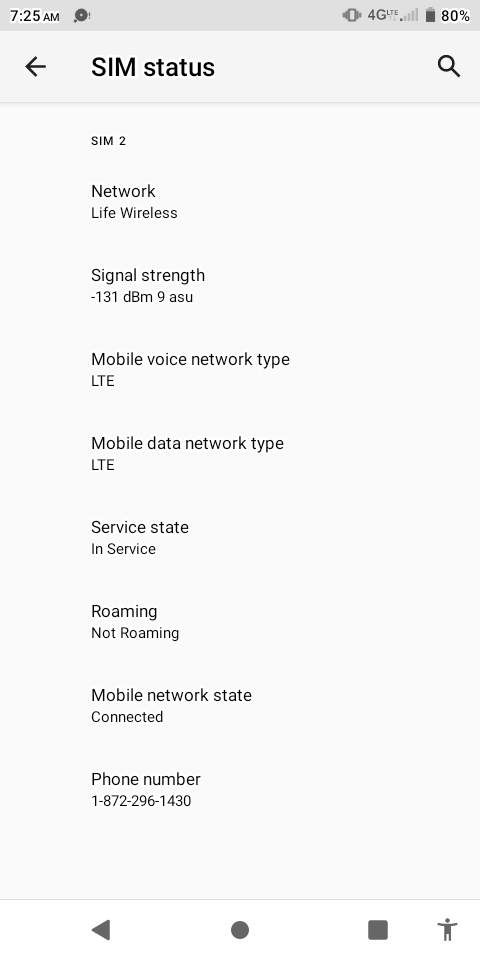 7:25 AM 4G LTE 80%
SIM status
SIM 2
Network
Life Wireless
Signal strength
-131 dBm 9 asu
Mobile voice network type
LTE
Mobile data network type
LTE
Service state
In Service
Roaming
Not Roaming
Mobile network state
Connected
Phone number
1-872-296-1430